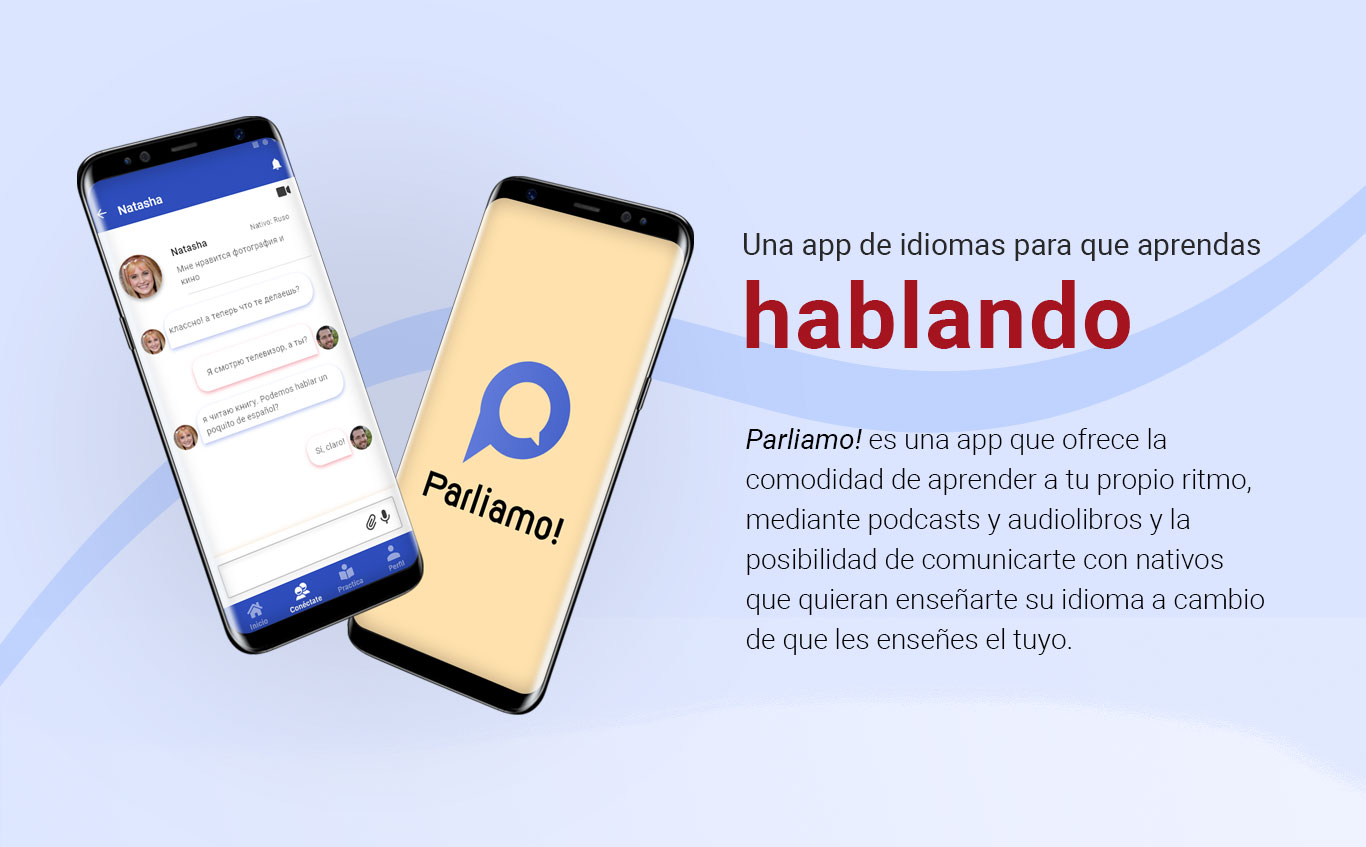 Natasha
Natasha
Nativo: Ruso
Мне нравится фотография и
кино
классно! а теперь что те делаешь?
Я смотрю телевизор, а ты?
я читаю книгу. Podemos hablar un
poquito de español?
Sí, claro!
Inicio
Conéctate
Practica
Perfil
Parliamo!
Una app de idiomas para que aprendas
hablando
Parliamo! es una app que ofrece la
comodidad de aprender a tu propio ritmo,
mediante podcasts y audiolibros y la
posibilidad de comunicarte con nativos
que quieran enseñarte su idioma a cambio
de que les enseñes el tuyo.